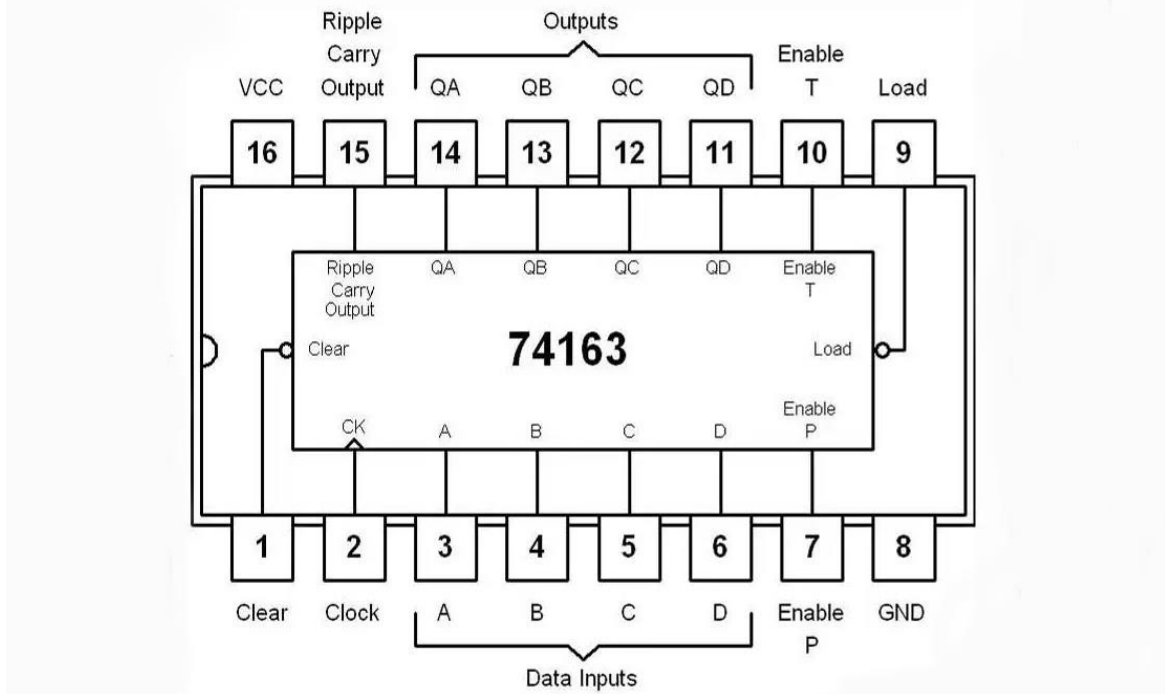 Ripple
Carry
Output
Outputs
VCC
QA
QB
QC
QD
Enable
T
Load
16
15
14
13
12
11
10
9
Ripple
Carry
Output
QA
QB
QC
QD
Enable
T
Clear
74163
Load
CK
A
B
C
D
Enable
P
1
2
3
4
5
6
7
8
Clear
Clock
A
B
C
D
Enable
P
GND
Data Inputs